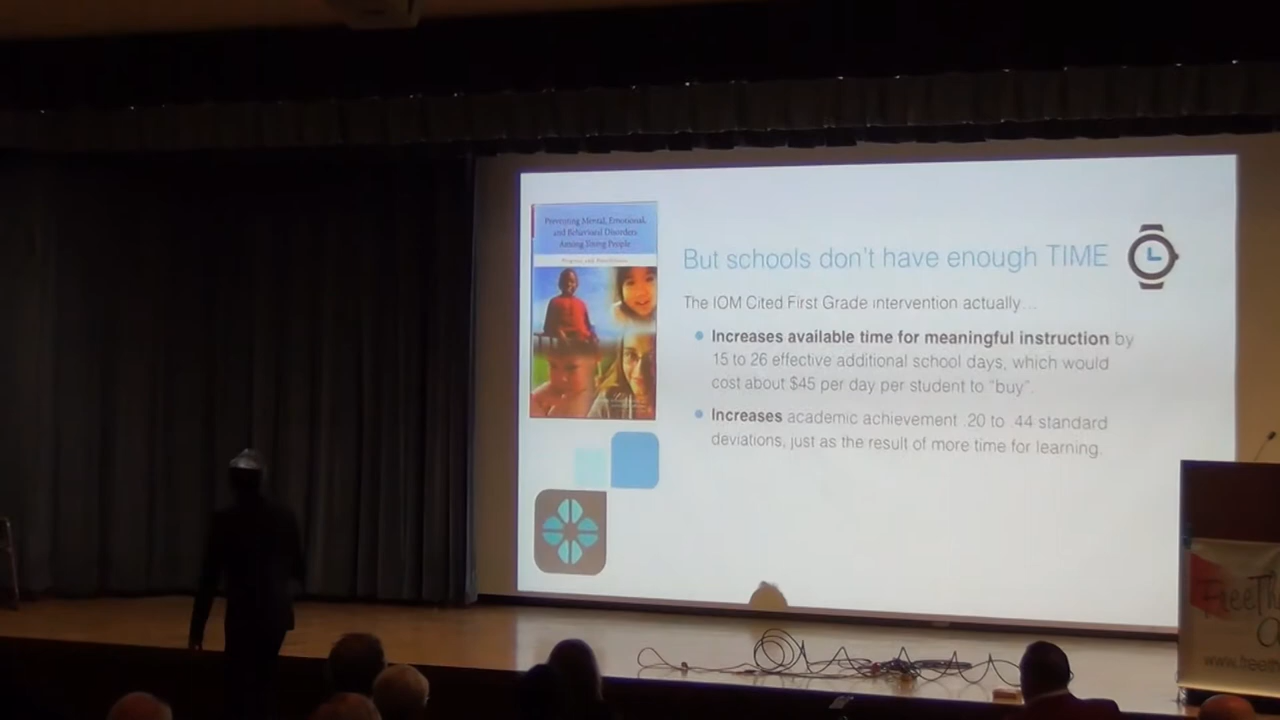 Preventing Mental, Emotional,
and Behavioral Disorders
Among Young People
But schools don't have enough TIME
The IOM Cited First Grade intervention actually...
Increases available time for meaningful instruction by
15 to 26 effective additional school days, which would
cost about $45 per day per student to "buy".
Increases academic achievement .20 to .44 standard
deviations, just as the result of more time for learning.